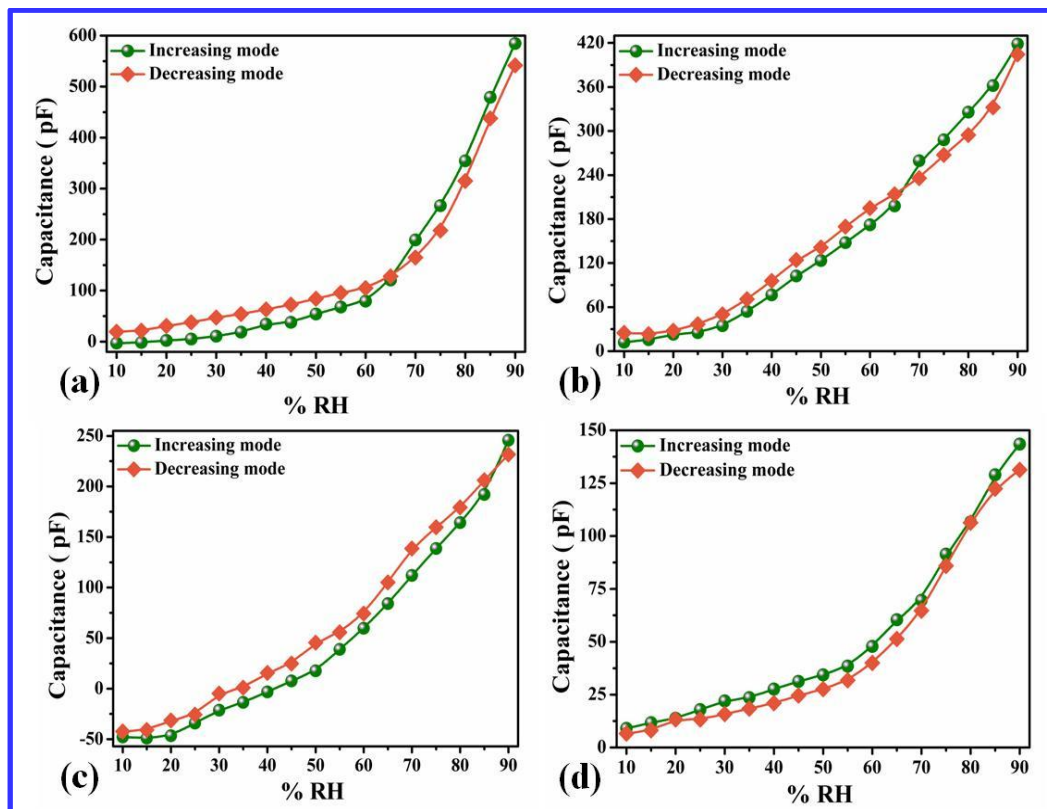 600
500
400
300
200
100
0
Capacitance ( pF)
Increasing mode
Decreasing mode
10 20 30 40 50 60 70 80 90
% RH
(a)
420
360
300
240
180
120
60
0
Capacitance ( pF)
Increasing mode
Decreasing mode
10 20 30 40 50 60 70 80 90
% RH
(b)
250
200
150
100
50
0
-50
Capacitance ( pF)
Increasing mode
Decreasing mode
10 20 30 40 50 60 70 80 90
% RH
(c)
150
125
100
75
50
25
0
Capacitance ( pF)
Increasing mode
Decreasing mode
10 20 30 40 50 60 70 80 90
% RH
(d)